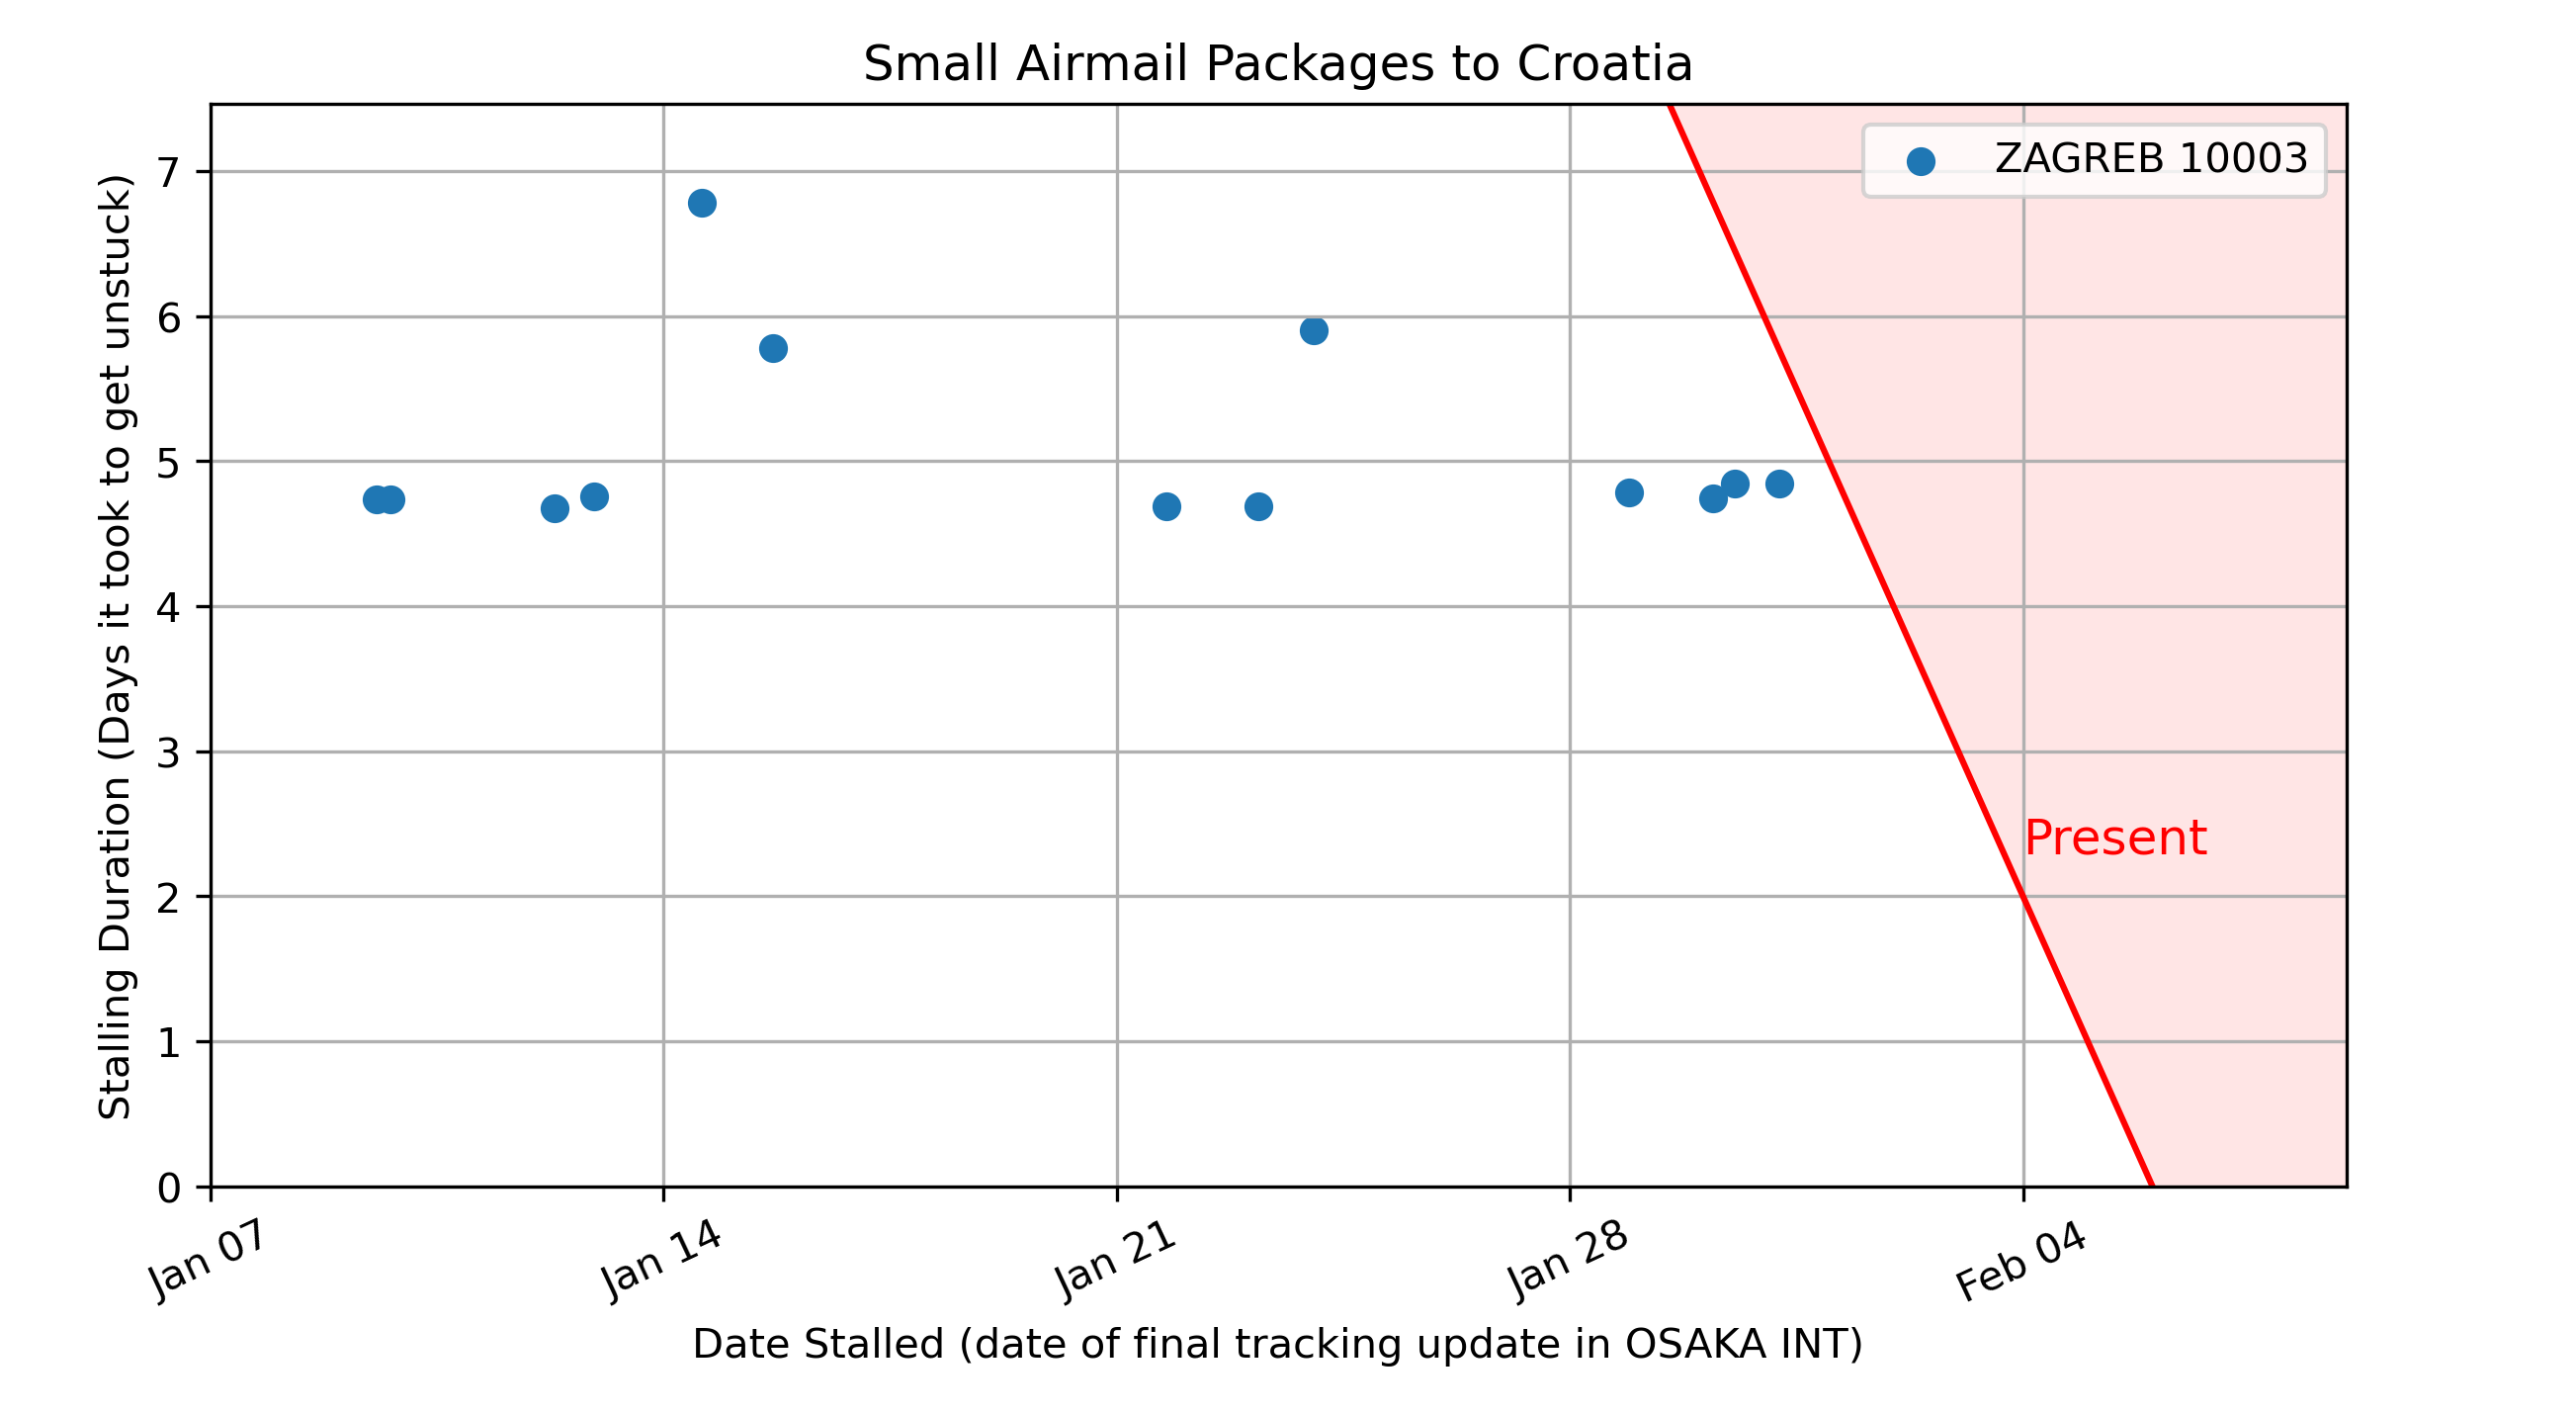 Small Airmail Packages to Croatia
ZAGREB 10003
Stalling Duration (Days it took to get unstuck)
7
6
5
4
3
2
1
0
Present
Jan 07
Jan 14
Jan 21
Jan 28
Feb 04
Date Stalled (date of final tracking update in OSAKA INT)